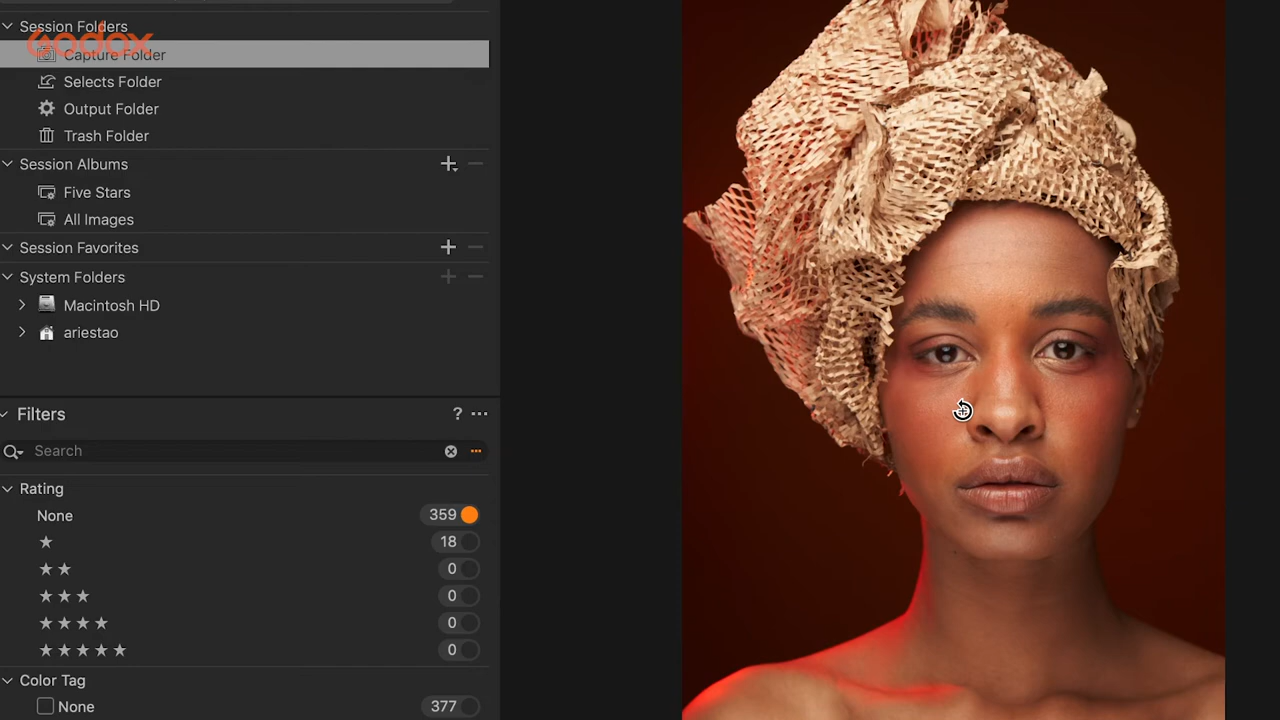 Session Folders
Godox
Capture Folder
Selects Folder
Output Folder
Trash Folder
Session Albums
Five Stars
All Images
Session Favorites
System Folders
Macintosh HD
ariestao
Filters ?
Search
Rating
None 359
18
0
0
0
0
Color Tag
None 377